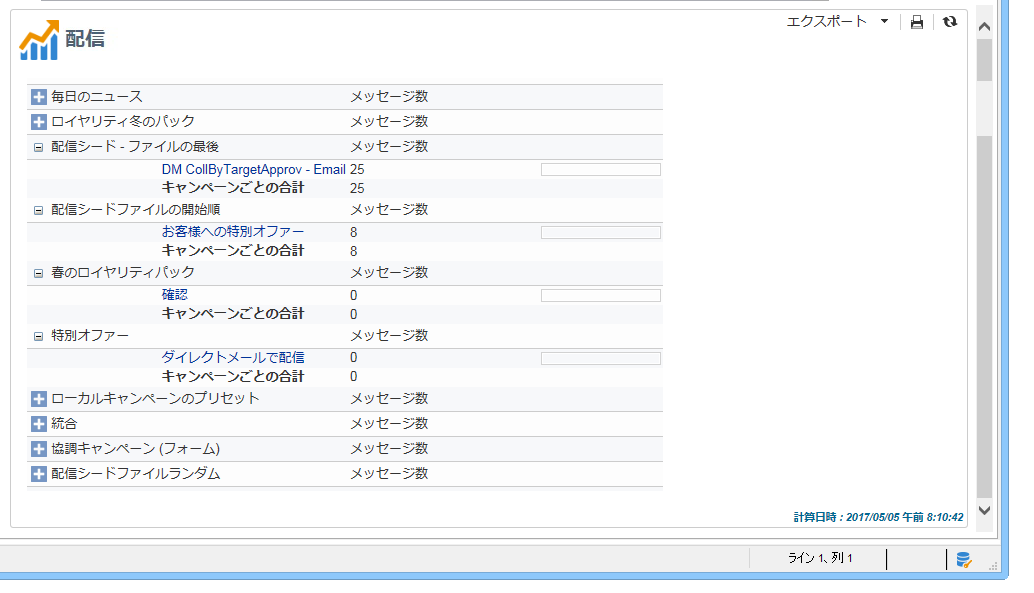 エクスポート
配信
毎日のニュース メッセージ数
ロイヤリティ冬のパック メッセージ数
配信シード - ファイルの最後 メッセージ数
DM CollByTargetApprov - Email 25
キャンペーンごとの合計 25
配信シードファイルの開始順 メッセージ数
お客様への特別オファー 8
キャンペーンごとの合計 8
春のロイヤリティパック メッセージ数
確認 0
キャンペーンごとの合計 0
特別オファー メッセージ数
ダイレクトメールで配信 0
キャンペーンごとの合計 0
ローカルキャンペーンのプリセット メッセージ数
統合 メッセージ数
協調キャンペーン (フォーム) メッセージ数
配信シードファイルランダム メッセージ数
計算日時 : 2017/05/05 午前 8:10:42
ライン 1、列 1